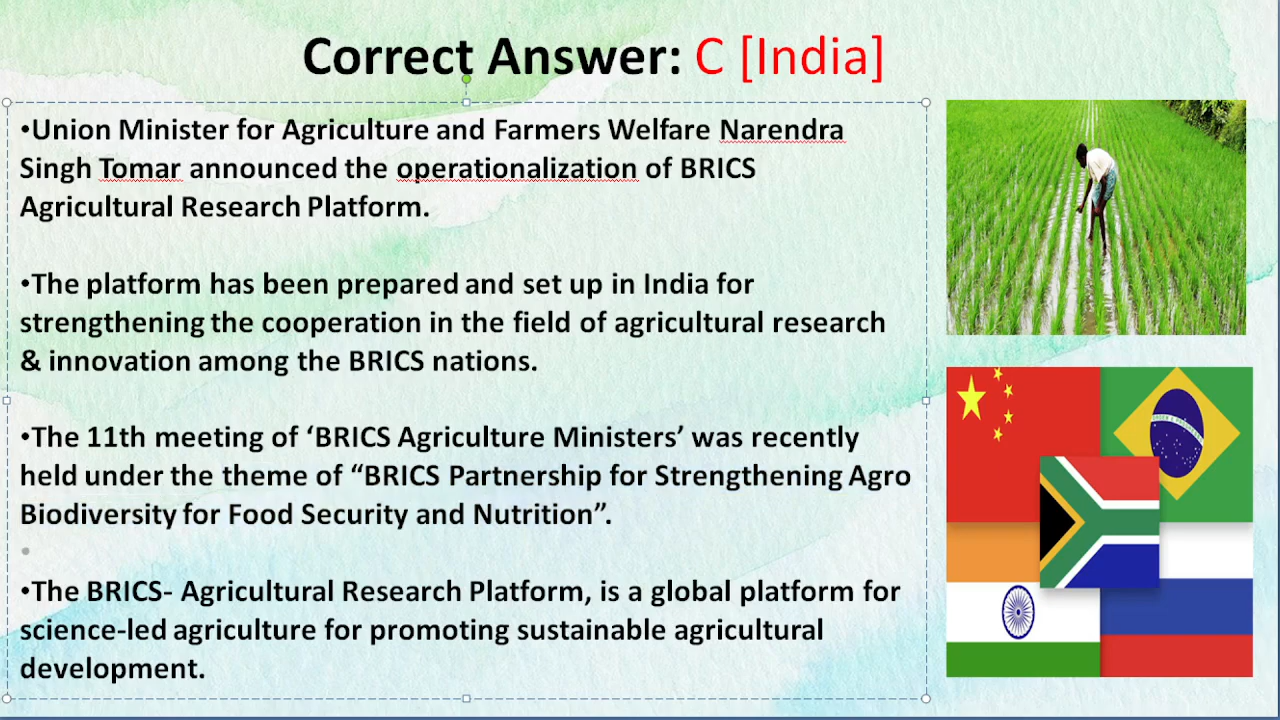 Correct Answer: C [India]
•Union Minister for Agriculture and Farmers Welfare Narendra
Singh Tomar announced the operationalization of BRICS
Agricultural Research Platform.
•The platform has been prepared and set up in India for
strengthening the cooperation in the field of agricultural research
& innovation among the BRICS nations.
•The 11th meeting of ‘BRICS Agriculture Ministers’ was recently
held under the theme of “BRICS Partnership for Strengthening Agro
Biodiversity for Food Security and Nutrition”.
•
•The BRICS- Agricultural Research Platform, is a global platform for
science-led agriculture for promoting sustainable agricultural
development.